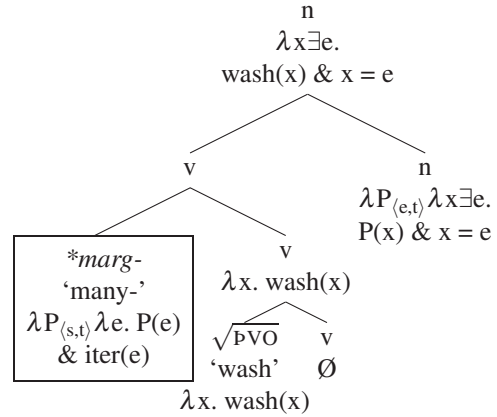 n
λx∃e.
wash(x) & x = e
v
n
λP⟨e,t⟩λx∃e.
P(x) & x = e
*marg-
‘many-’
λP⟨s,t⟩λe. P(e)
& iter(e)
v
λx. wash(x)
√ÞVO v
‘wash’ Ø
λx. wash(x)